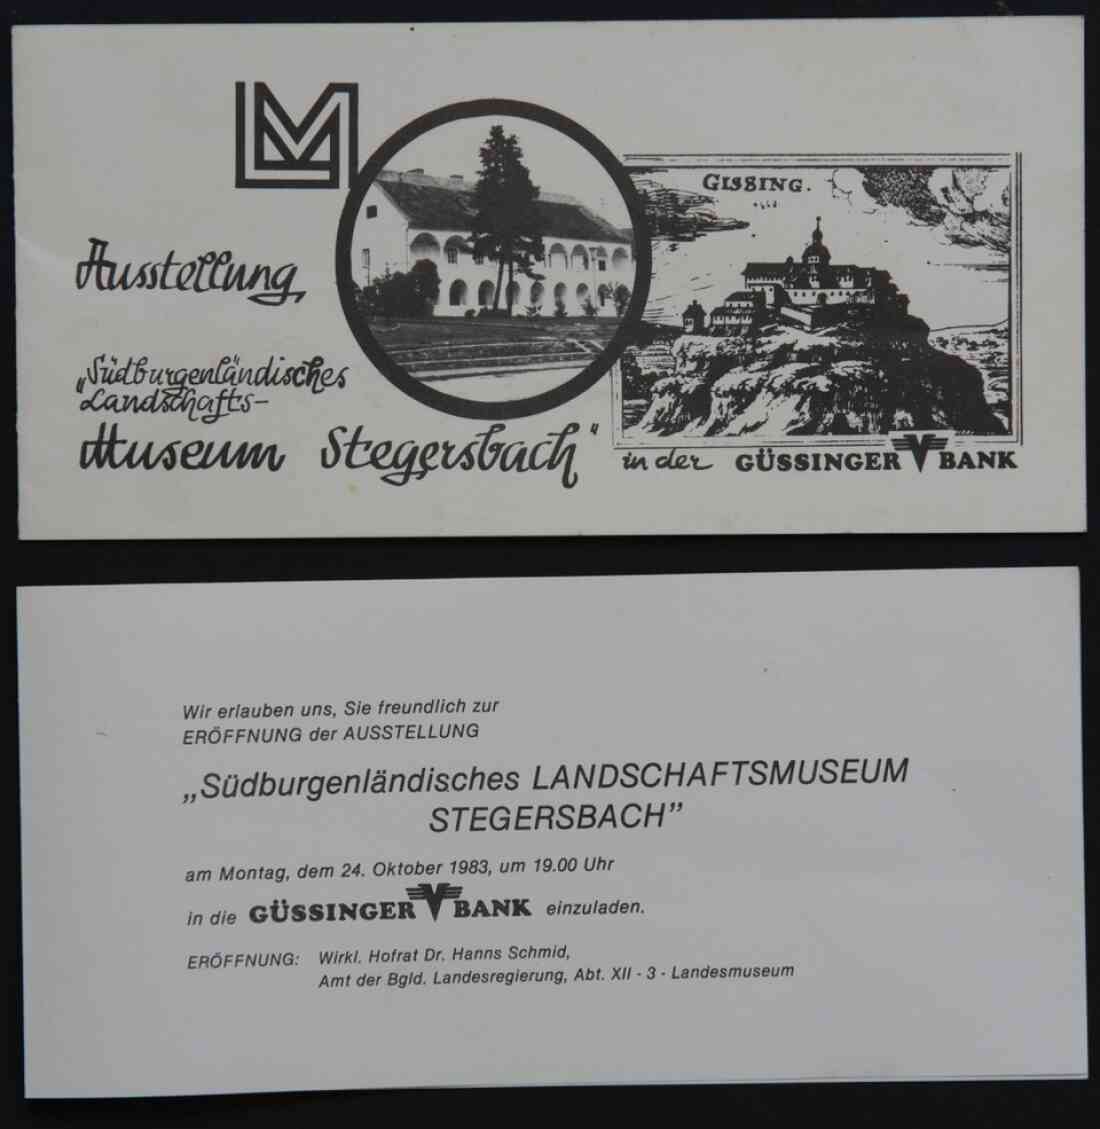 LM
GISSING.
Ausstellung
„Südburgenländisches
Landschafts-
Museum Stegersbach"
in der GÜSSINGER V BANK
Wir erlauben uns, Sie freundlich zur
ERÖFFNUNG der AUSSTELLUNG
„Südburgenländisches LANDSCHAFTSMUSEUM
STEGERSBACH”
am Montag, dem 24. Oktober 1983, um 19.00 Uhr
in die GÜSSINGER V BANK einzuladen.
ERÖFFNUNG: Wirkl. Hofrat Dr. Hanns Schmid,
Amt der Bgld. Landesregierung, Abt. XII - 3 - Landesmuseum